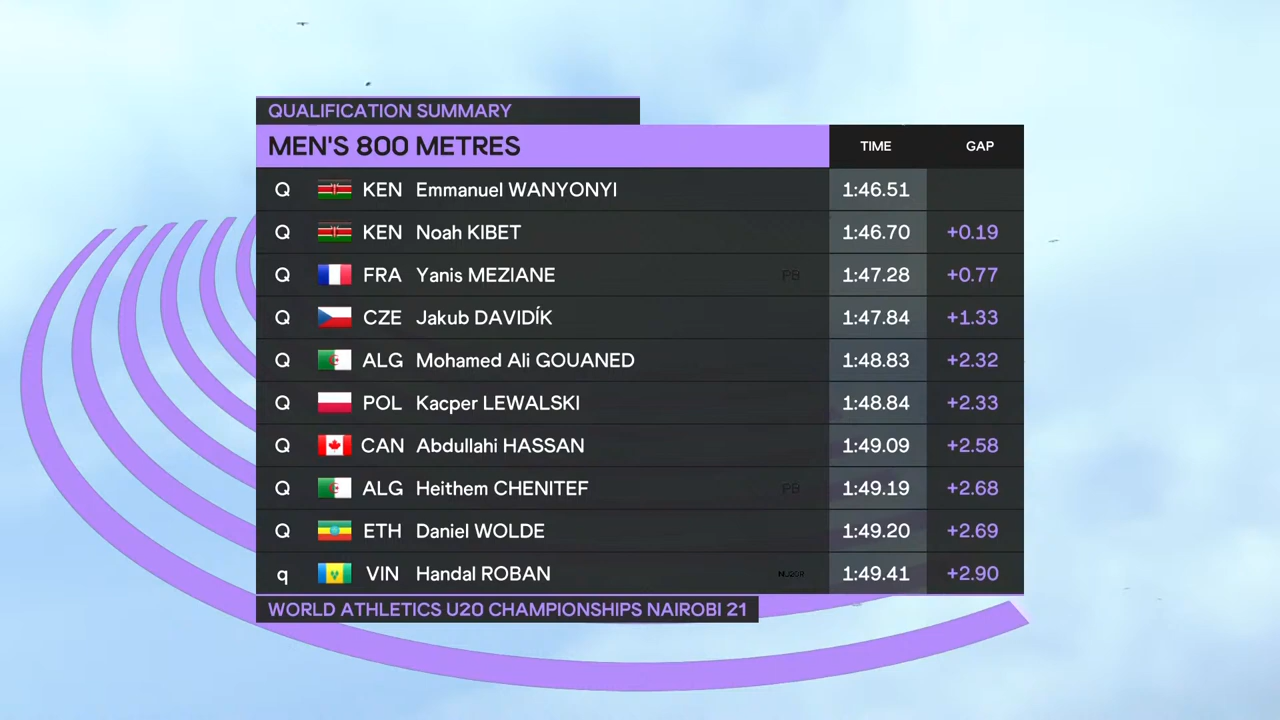 QUALIFICATION SUMMARY
MEN'S 800 METRES TIME GAP
Q KEN Emmanuel WANYONYI 1:46.51
Q KEN Noah KIBET 1:46.70 +0.19
Q FRA Yanis MEZIANE PB 1:47.28 +0.77
Q CZE Jakub DAVIDÍK 1:47.84 +1.33
Q ALG Mohamed Ali GOUANED 1:48.83 +2.32
Q POL Kacper LEWALSKI 1:48.84 +2.33
Q CAN Abdullahi HASSAN 1:49.09 +2.58
Q ALG Heithem CHENITEF PB 1:49.19 +2.68
Q ETH Daniel WOLDE 1:49.20 +2.69
q VIN Handal ROBAN NU20R 1:49.41 +2.90
WORLD ATHLETICS U20 CHAMPIONSHIPS NAIROBI 21